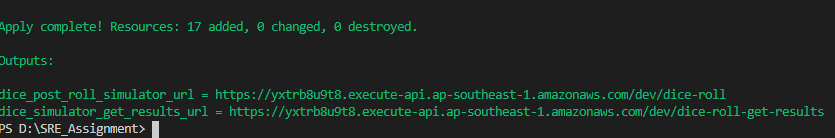 Apply complete! Resources: 17 added, 0 changed, 0 destroyed.
Outputs:
dice_post_roll_simulator_url = https://yxtrb8u9t8.execute-api.ap-southeast-1.amazonaws.com/dev/dice-roll
dice_simulator_get_results_url = https://yxtrb8u9t8.execute-api.ap-southeast-1.amazonaws.com/dev/dice-roll-get-results
PS D:\SRE_Assignment>